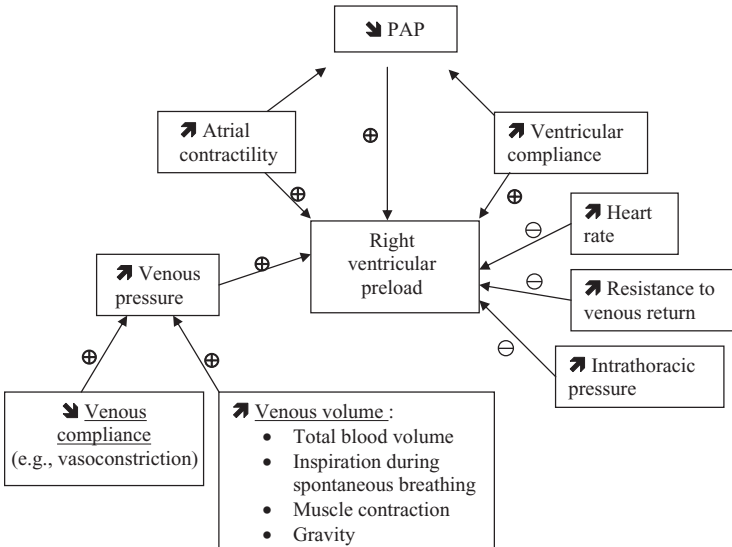 ⬊ PAP
⬈ Atrial
contractility
⬈ Ventricular
compliance
⊕
⊕
⊕
⬈ Heart
rate
⊖
Right
ventricular
preload
⬈ Venous
pressure
⊕
⊖
⬈ Resistance to
venous return
⊖
⬈ Intrathoracic
pressure
⊕
⊕
⬊ Venous
compliance
(e.g., vasoconstriction)
⬈ Venous volume :
• Total blood volume
• Inspiration during
spontaneous breathing
• Muscle contraction
• Gravity